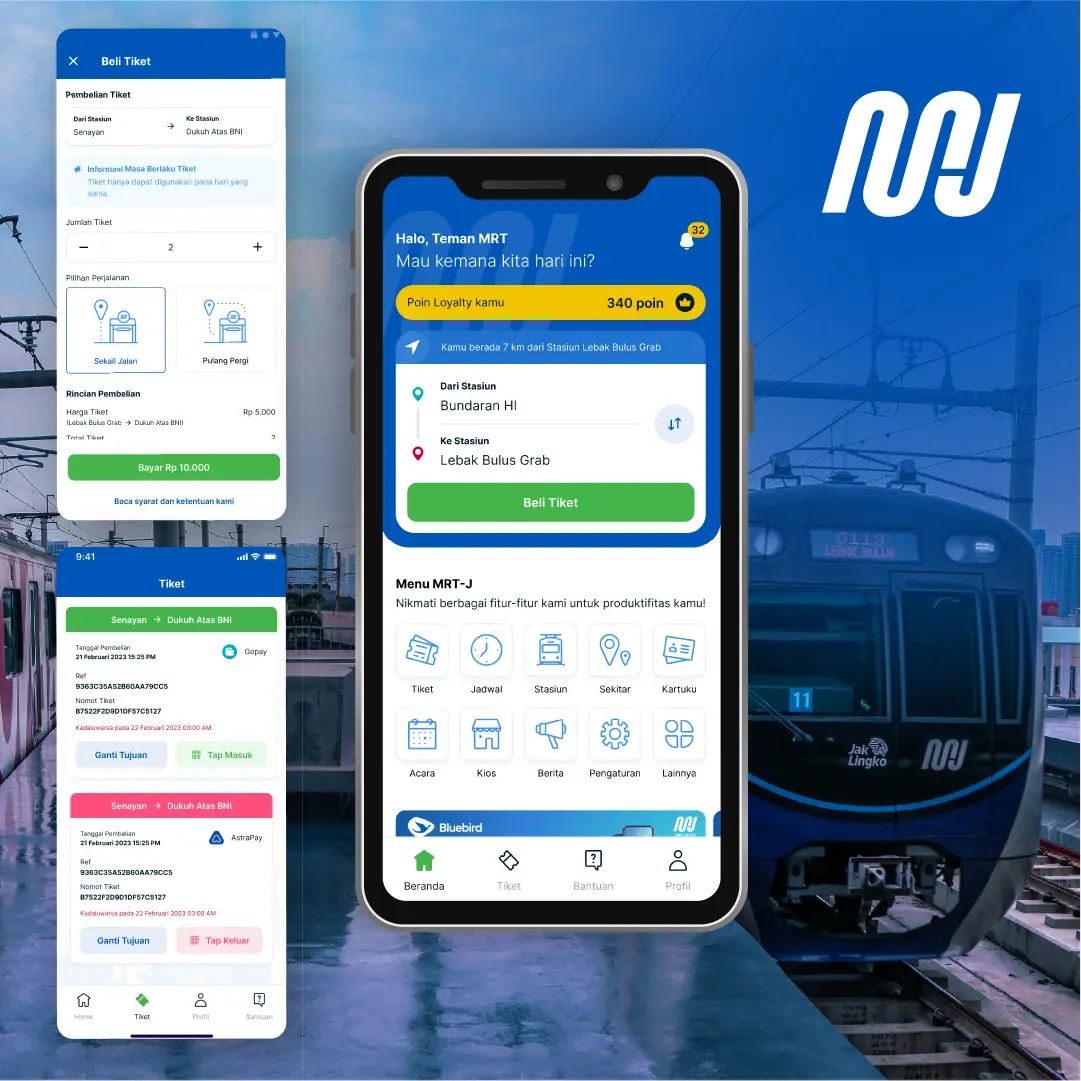 Beli Tiket
Pembelian Tiket
Dari Stasiun
Senayan
→
Ke Stasiun
Dukuh Atas BNI
Informasi Masa Berlaku Tiket
Tiket hanya dapat digunakan pada hari yang
sama.
Jumlah Tiket
− 2 +
Pilihan Perjalanan
Sekali Jalan
Pulang Pergi
Rincian Pembelian
Harga Tiket Rp 5.000
(Lebak Bulus Grab → Dukuh Atas BNI)
Total Tiket 2
Bayar Rp 10.000
Baca syarat dan ketentuan kami
9:41
Tiket
Senayan → Dukuh Atas BNI
Tanggal Pembelian
21 Februari 2023 15:25 PM
Gopay
Ref
9363C35A52B60AA79CC5
Nomot Tiket
B7522F2D9D1DF57C5127
Kadaluwarsa pada 22 Februari 2023 03:00 AM
Ganti Tujuan
Tap Masuk
Senayan → Dukuh Atas BNI
Tanggal Pembelian
21 Februari 2023 15:25 PM
AstraPay
Ref
9363C35A52B60AA79CC5
Nomot Tiket
B7522F2D9D1DF57C5127
Kadaluwarsa pada 22 Februari 2023 03:00 AM
Ganti Tujuan
Tap Keluar
Home
Tiket
Profil
Bantuan
Halo, Teman MRT
32
Mau kemana kita hari ini?
Poin Loyalty kamu 340 poin
Kamu berada 7 km dari Stasiun Lebak Bulus Grab
Dari Stasiun
Bundaran HI
Ke Stasiun
Lebak Bulus Grab
Beli Tiket
Menu MRT-J
Nikmati berbagai fitur-fitur kami untuk produktifitas kamu!
Tiket
Jadwal
Stasiun
Sekitar
Kartuku
Acara
Kios
Berita
Pengaturan
Lainnya
Bluebird
Beranda
Tiket
Bantuan
Profil
0113
LEBAK BULUS
11
Jak
Lingko